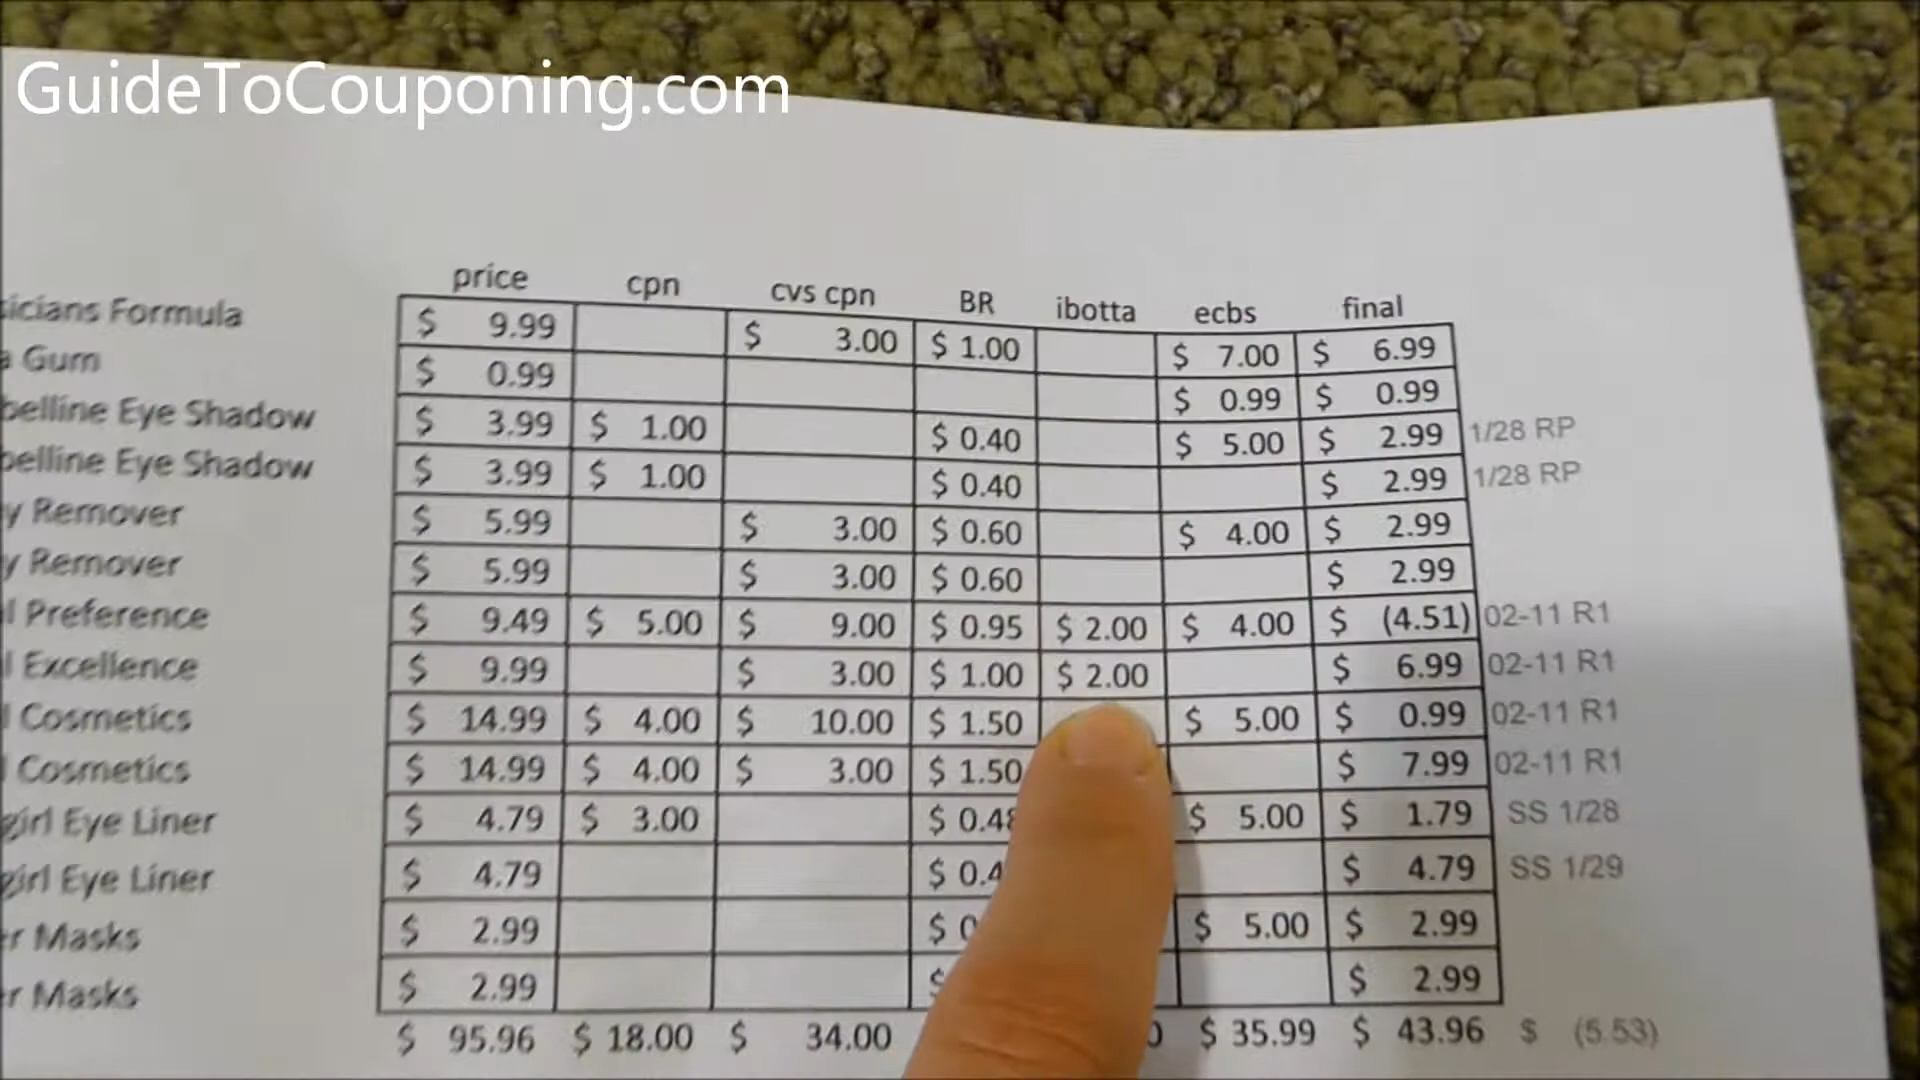 GuideToCouponing.com
price cpn cvs cpn BR ibotta ecbs final
Formula $ 9.99 $ 3.00 $ 1.00 $ 7.00 $ 6.99
Gum $ 0.99 $ 0.99 $ 0.99
Eye Shadow $ 3.99 $ 1.00 $ 0.40 $ 5.00 $ 2.99 1/28 RP
Eye Shadow $ 3.99 $ 1.00 $ 0.40 $ 2.99 1/28 RP
Remover $ 5.99 $ 3.00 $ 0.60 $ 4.00 $ 2.99
Remover $ 5.99 $ 3.00 $ 0.60 $ 2.99
Preference $ 9.49 $ 5.00 $ 9.00 $ 0.95 $ 2.00 $ 4.00 $ (4.51) 02-11 R1
Excellence $ 9.99 $ 3.00 $ 1.00 $ 2.00 $ 6.99 02-11 R1
Cosmetics $ 14.99 $ 4.00 $ 10.00 $ 1.50 $ 5.00 $ 0.99 02-11 R1
Cosmetics $ 14.99 $ 4.00 $ 3.00 $ 1.50 $ 7.99 02-11 R1
girl Eye Liner $ 4.79 $ 3.00 $ 0.48 $ 5.00 $ 1.79 SS 1/28
girl Eye Liner $ 4.79 $ 0.4 $ 4.79 SS 1/29
Masks $ 2.99 $ 0 $ 5.00 $ 2.99
Masks $ 2.99 $ $ 2.99
$ 95.96 $ 18.00 $ 34.00 0 $ 35.99 $ 43.96 $ (5.53)